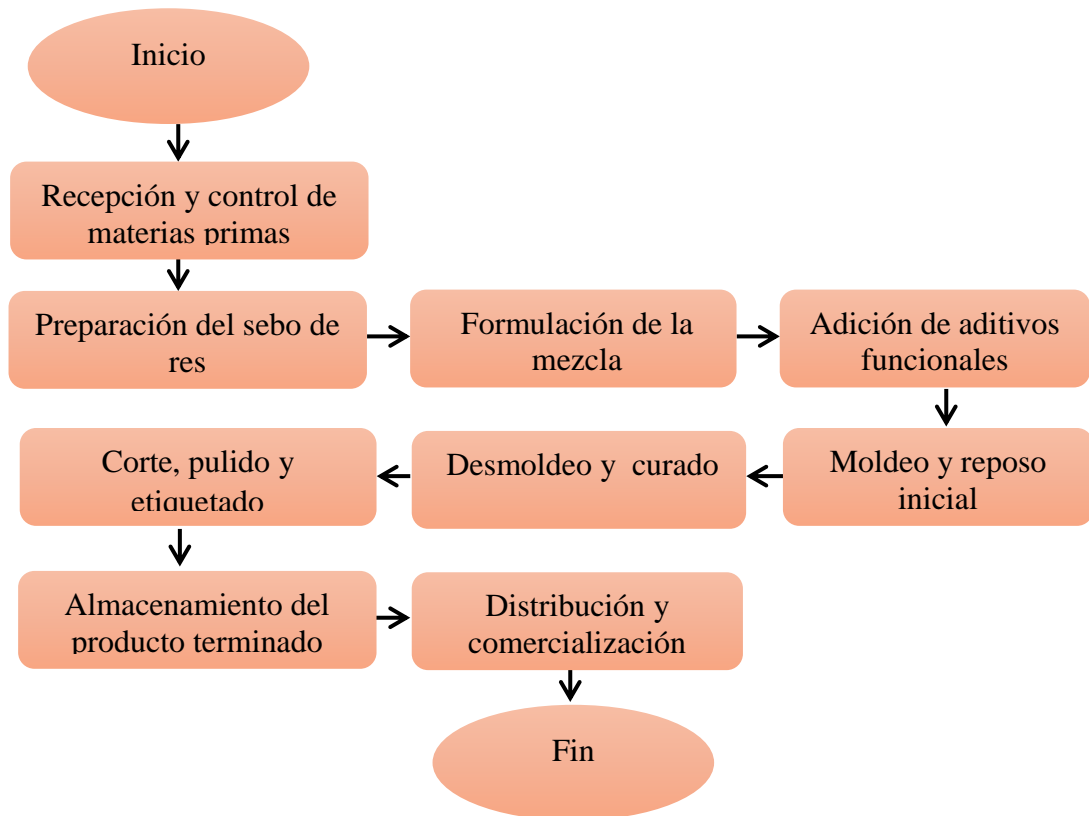 Inicio
Recepción y control de
materias primas
Preparación del sebo de
res
Formulación de la
mezcla
Adición de aditivos
funcionales
Moldeo y reposo
inicial
Desmoldeo y  curado
Corte, pulido y
etiquetado
Almacenamiento del
producto terminado
Distribución y
comercialización
Fin